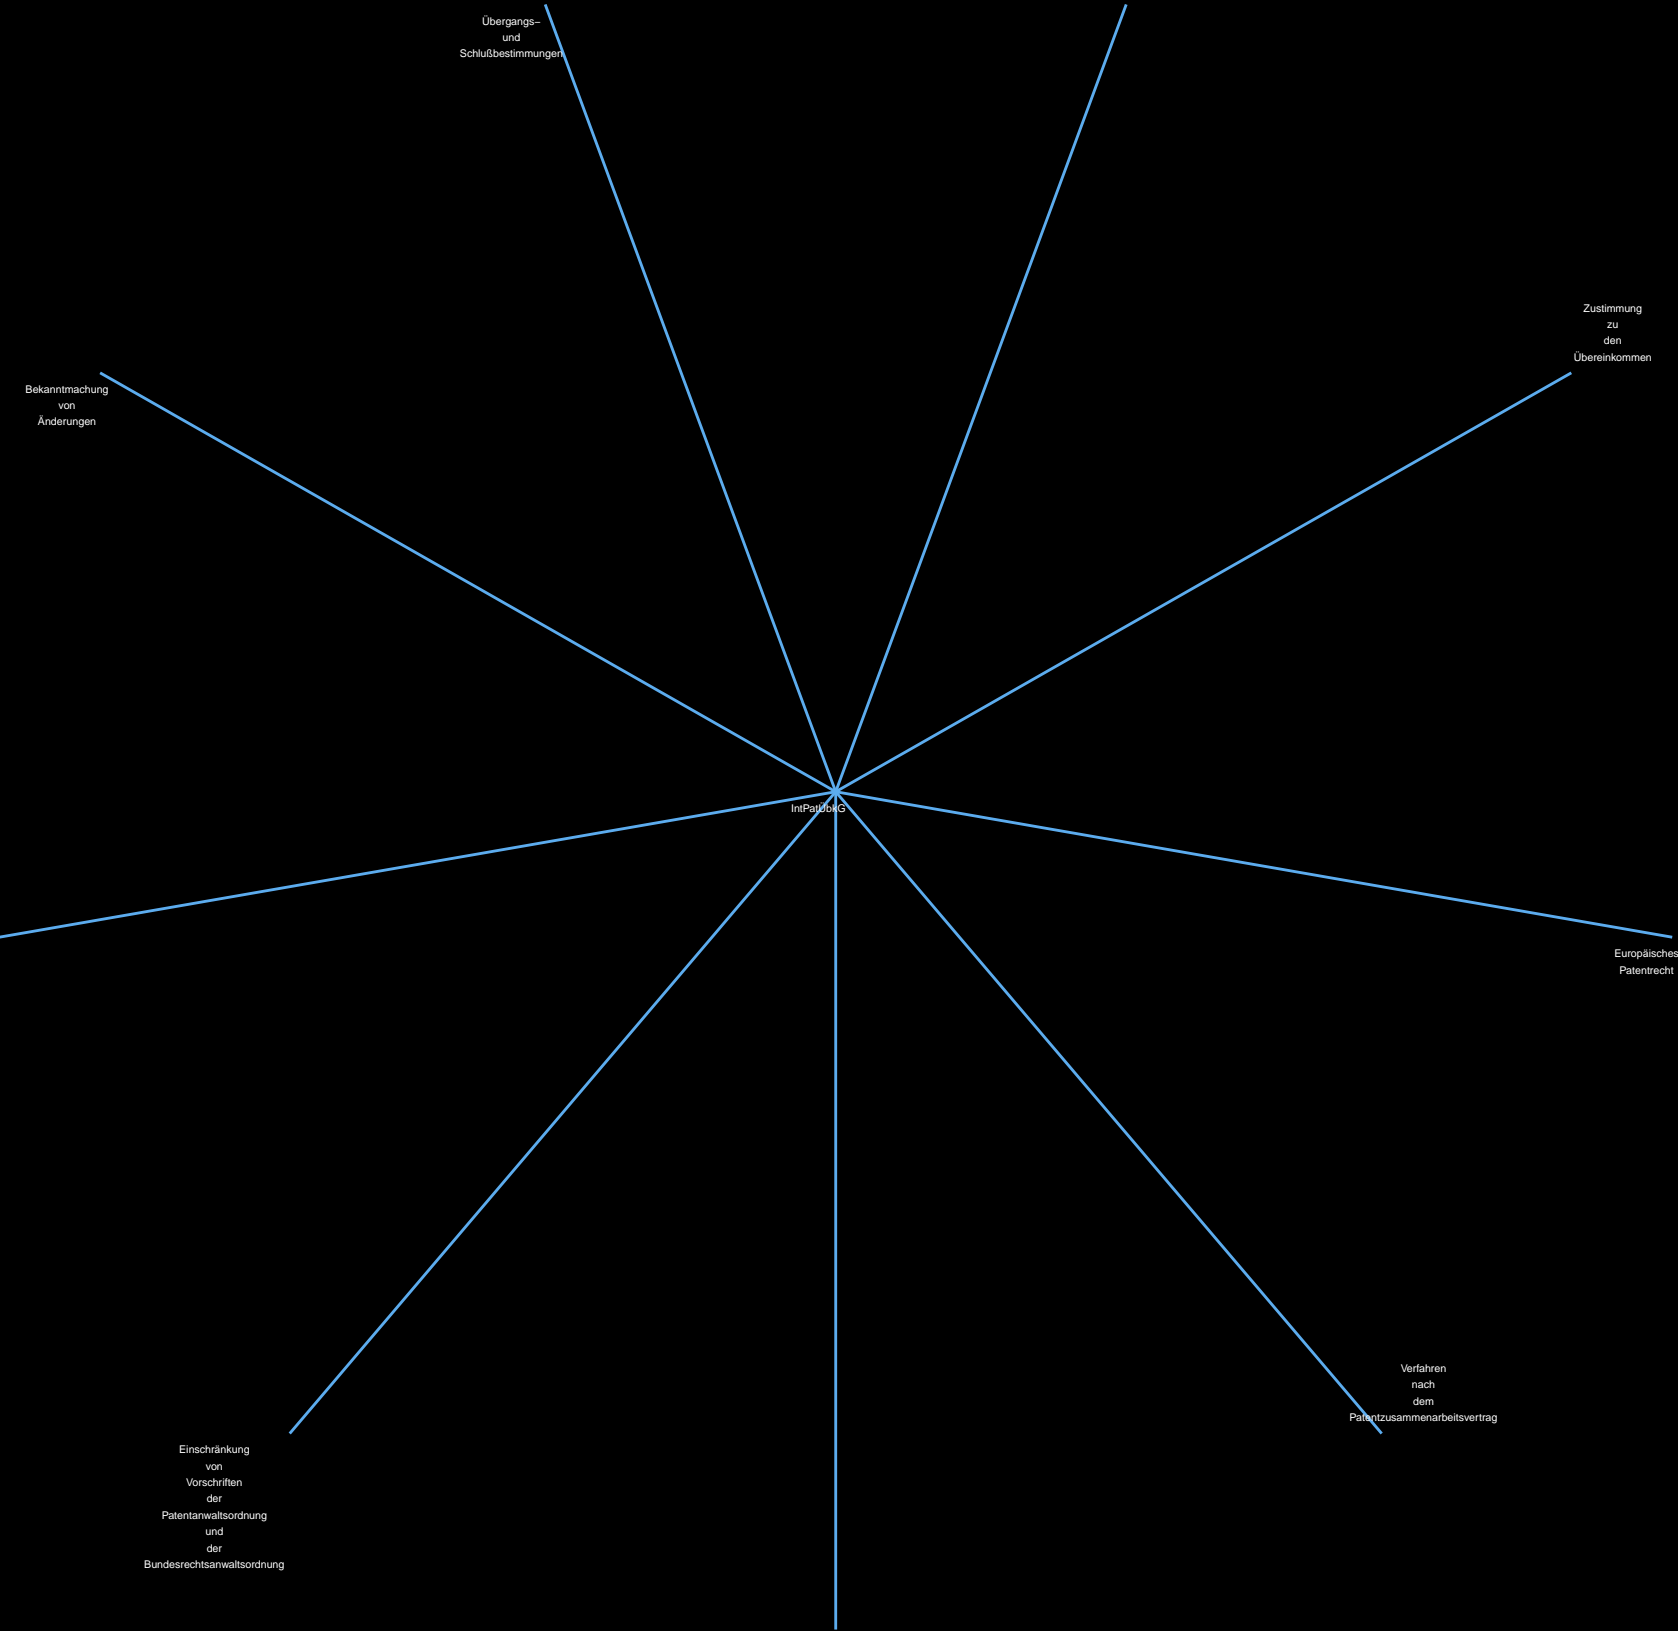 Übergangs–
und
Schlußbestimmungen
Zustimmung
zu
den
Übereinkommen
Bekanntmachung
von
Änderungen
IntPatÜbkG
Europäisches
Patentrecht
Verfahren
nach
dem
Patentzusammenarbeitsvertrag
Einschränkung
von
Vorschriften
der
Patentanwaltsordnung
und
der
Bundesrechtsanwaltsordnung